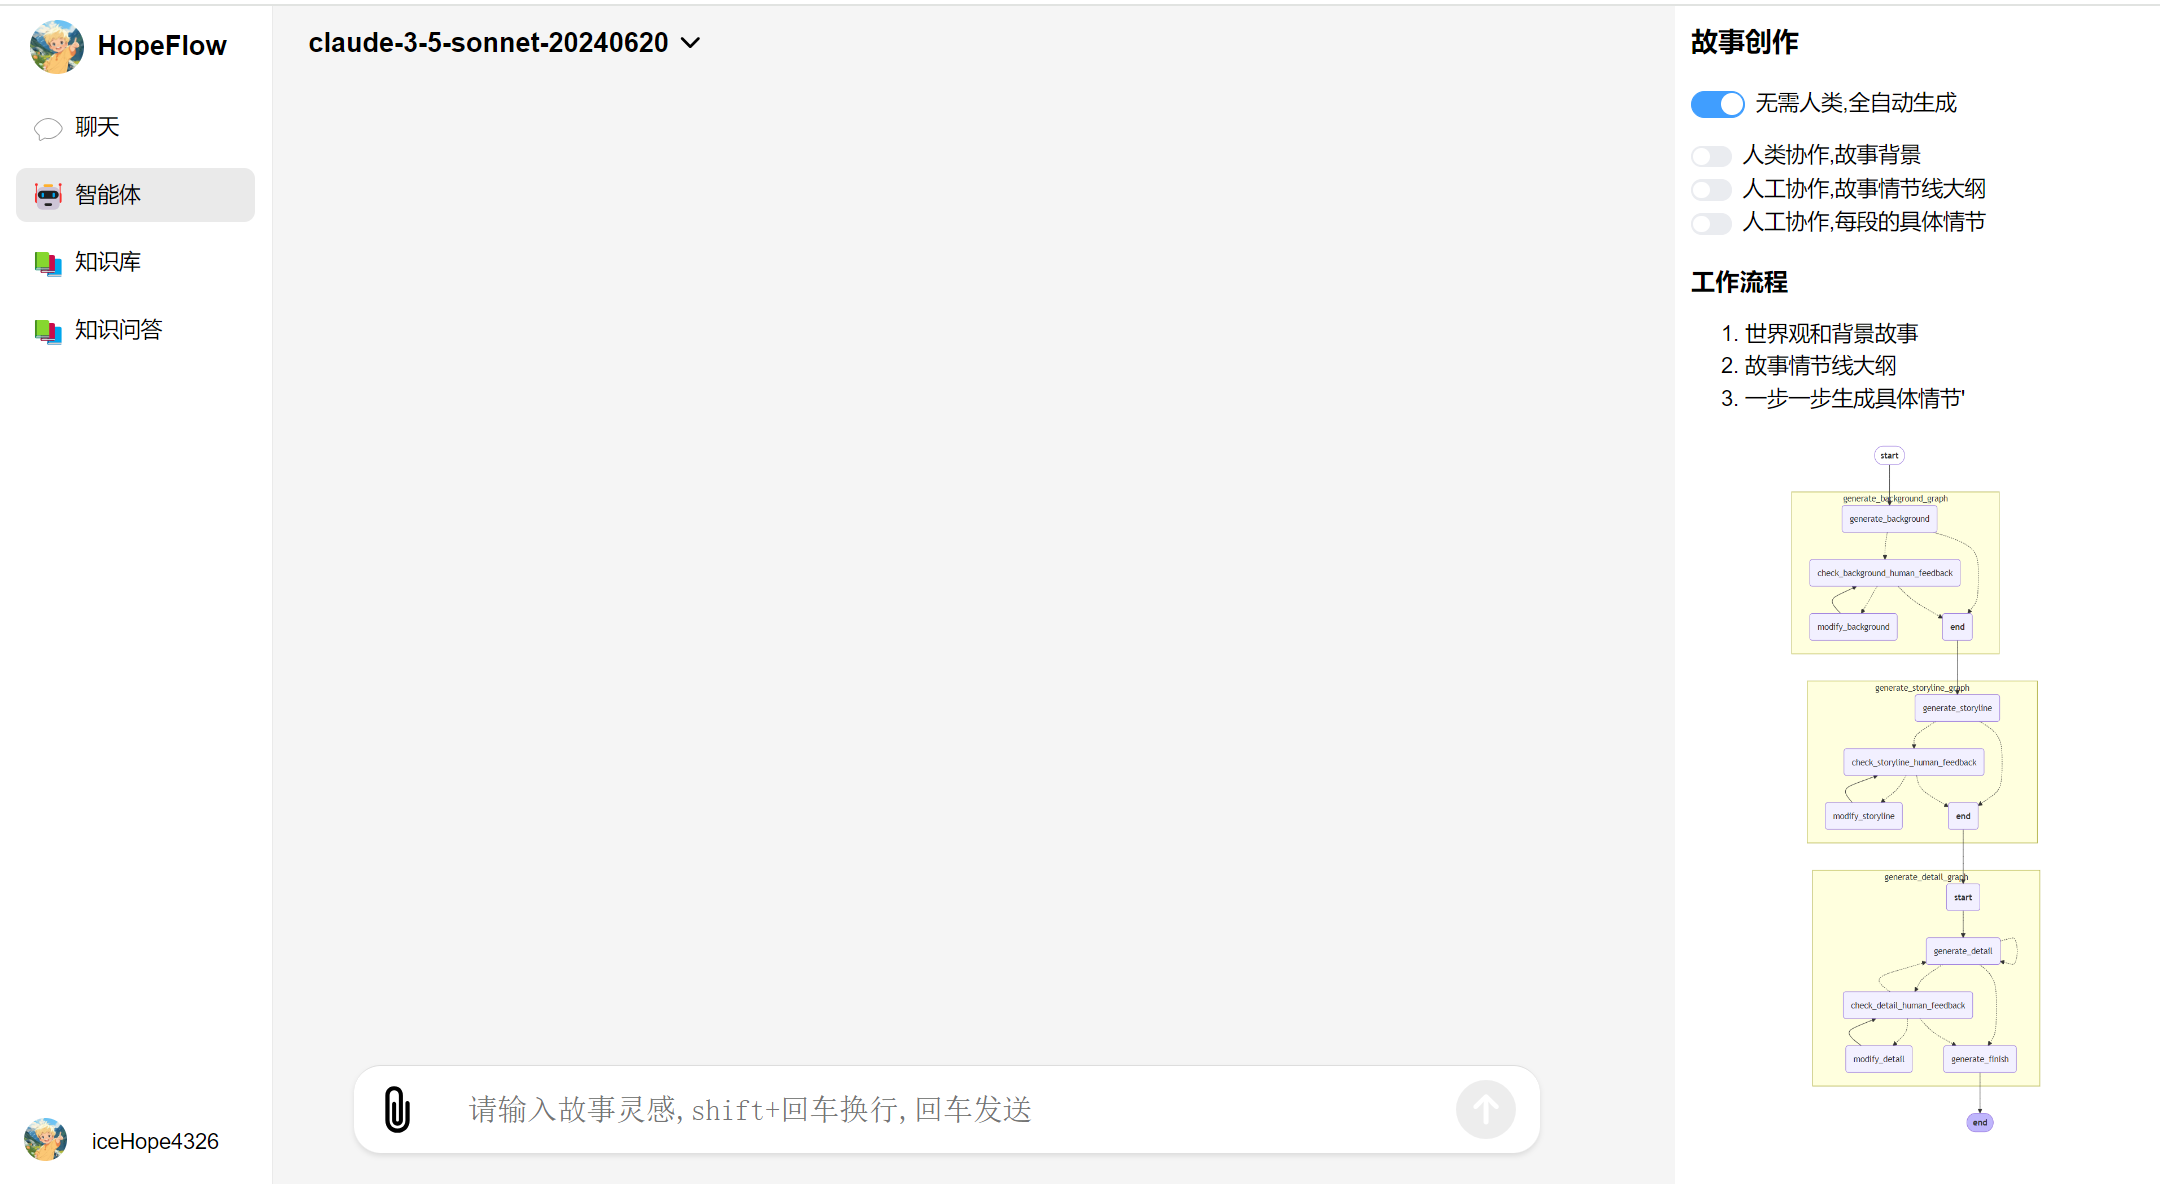 HopeFlow
聊天
智能体
知识库
知识问答
iceHope4326
claude-3-5-sonnet-20240620
请输入故事灵感,shift+回车换行,回车发送
故事创作
无需人类,全自动生成
人类协作,故事背景
人工协作,故事情节线大纲
人工协作,每段的具体情节
工作流程
1. 世界观和背景故事
2. 故事情节线大纲
3. 一步一步生成具体情节'
start
generate_background_graph
generate_background
check_background_human_feedback
modify_background
end
generate_storyline_graph
generate_storyline
check_storyline_human_feedback
modify_storyline
end
generate_detail_graph
start
generate_detail
check_detail_human_feedback
modify_detail
generate_finish
end